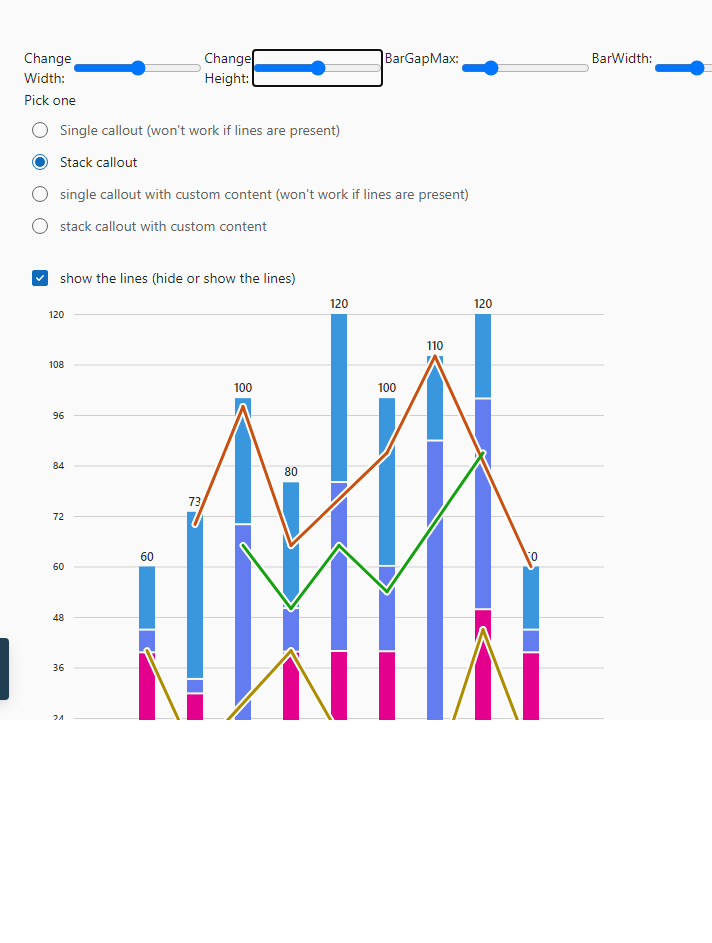 Change Width:
Change Height:
BarGapMax:
BarWidth:
Pick one
Single callout (won't work if lines are present)
Stack callout
single callout with custom content (won't work if lines are present)
stack callout with custom content
show the lines (hide or show the lines)
120 120
120
110
108
100 100
96
84
80
73
72
60
60
48
36